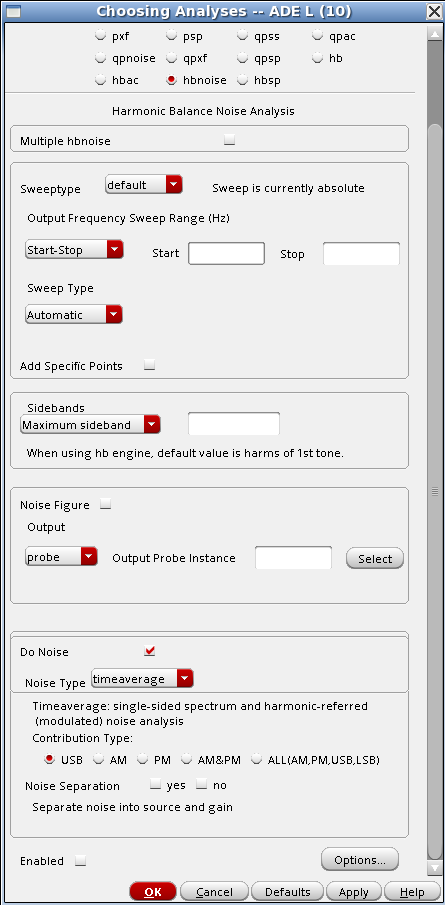 Choosing Analyses -- ADE L (10)
pxf psp qpss qpac
qpnoise qpxf qpsp hb
hbac hbnoise hbsp
Harmonic Balance Noise Analysis
Multiple hbnoise
Sweeptype default Sweep is currently absolute
Output Frequency Sweep Range (Hz)
Start-Stop Start Stop
Sweep Type
Automatic
Add Specific Points
Sidebands
Maximum sideband
When using hb engine, default value is harms of 1st tone.
Noise Figure
Output
probe Output Probe Instance Select
Do Noise
Noise Type timeaverage
Timeaverage: single-sided spectrum and harmonic-referred
(modulated) noise analysis
Contribution Type:
USB AM PM AM&PM ALL(AM,PM,USB,LSB)
Noise Separation yes no
Separate noise into source and gain
Enabled Options...
OK Cancel Defaults Apply Help